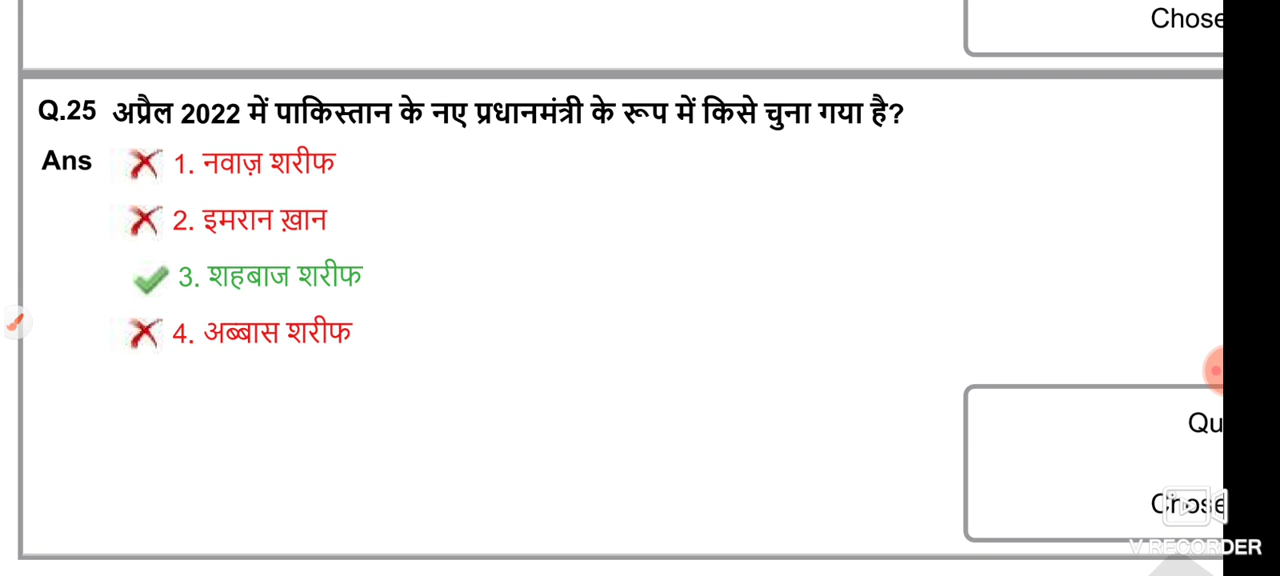 Chose
Q.25 अप्रैल 2022 में पाकिस्तान के नए प्रधानमंत्री के रूप में किसे चुना गया है?
Ans 1. नवाज़ शरीफ
2. इमरान ख़ान
3. शहबाज शरीफ
4. अब्बास शरीफ
Qu
Chose
V RECORDER